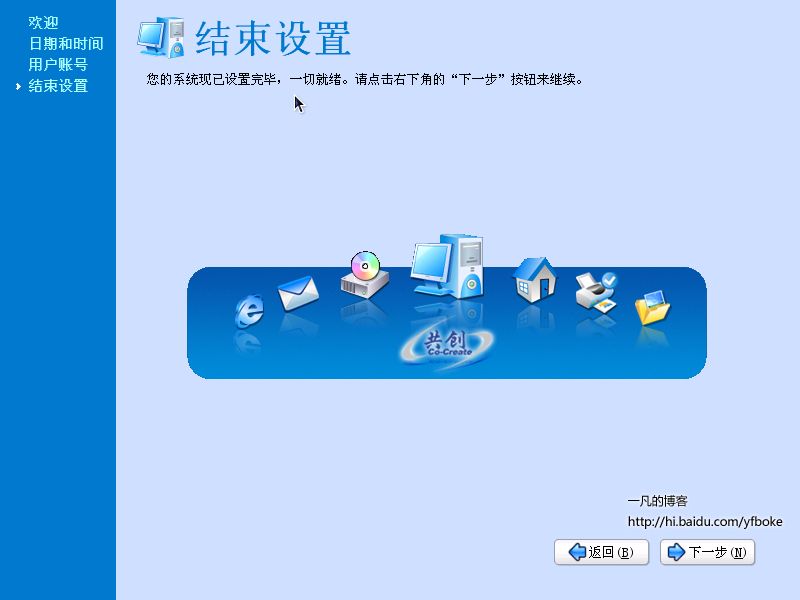 欢迎
日期和时间
用户账号
结束设置
结束设置
您的系统现已设置完毕，一切就绪。请点击右下角的“下一步”按钮来继续。
共创
Co-Create
一凡的博客
http://hi.baidu.com/yfboke
返回(B)
下一步(N)